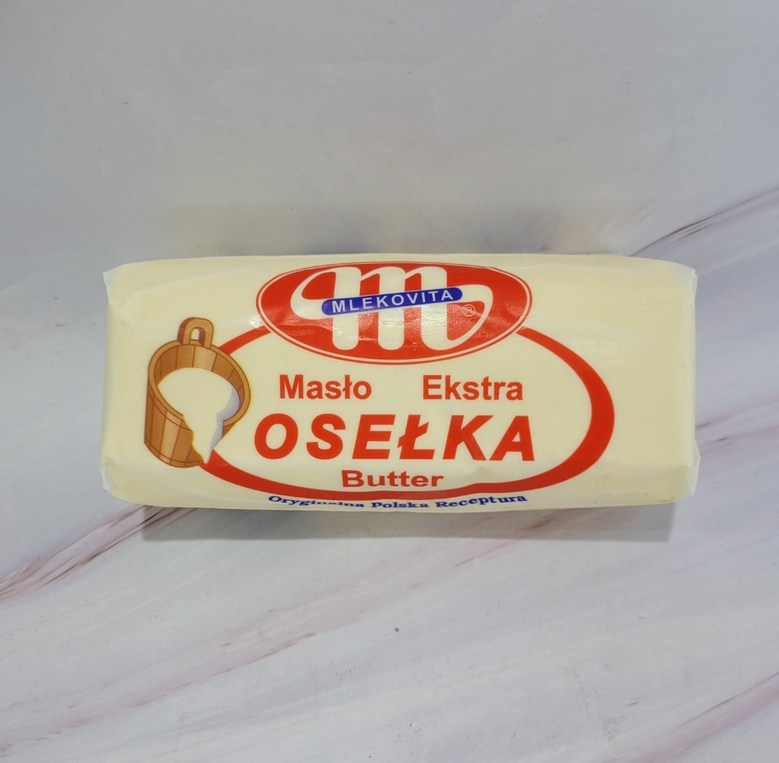 MLEKOVITA
®
Masło Ekstra
OSEŁKA
Butter
Oryginalna Polska Receptura